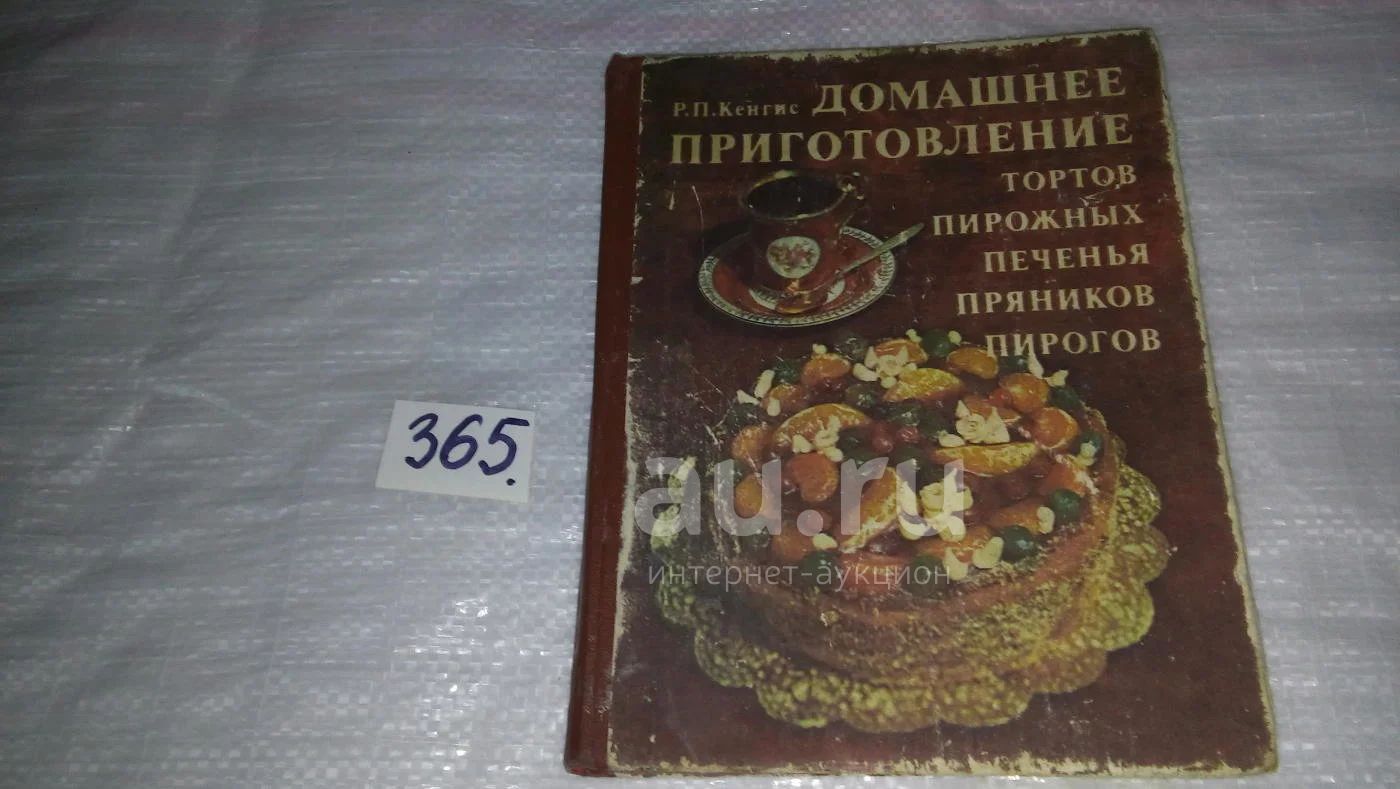 Р.П.Кенгис ДОМАШНЕЕ
ПРИГОТОВЛЕНИЕ
ТОРТОВ
ПИРОЖНЫХ
ПЕЧЕНЬЯ
ПРЯНИКОВ
ПИРОГОВ
365.
au.ru
интернет-аукцион